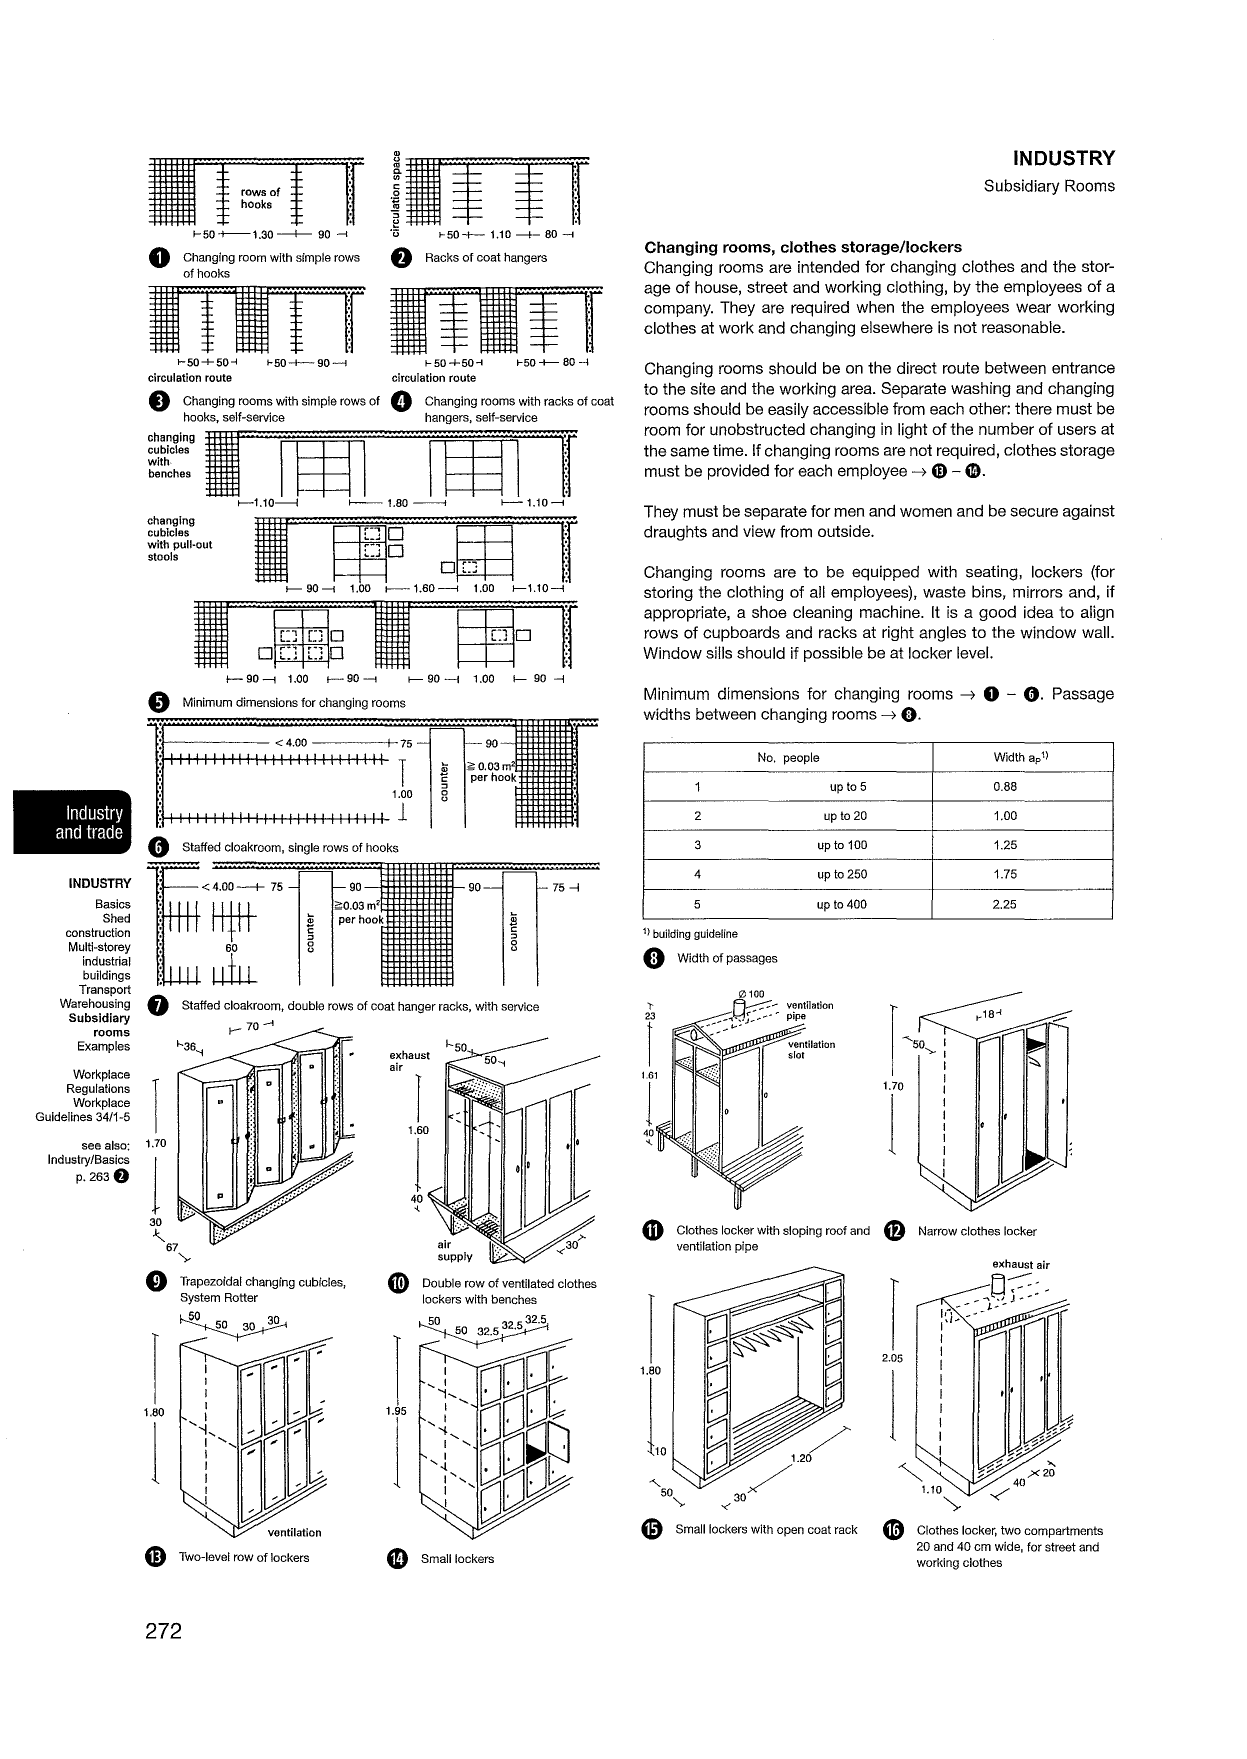 INDUSTRY
Subsidiary Rooms
rows of
hooks
50 1.30 90
❶ Changing room with simple rows
of hooks
circulation space
50 1.10 80
❷ Racks of coat hangers
50 50 50 90
circulation route
❸ Changing rooms with simple rows of
hooks, self-service
50 50 50 80
circulation route
❹ Changing rooms with racks of coat
hangers, self-service
changing
cubicles
with
benches
1.10 1.80 1.10
changing
cubicles
with pull-out
stools
90 1.00 1.60 1.00 1.10
90 1.00 90 90 1.00 90
❺ Minimum dimensions for changing rooms
< 4.00 75 90
≧ 0.03 m²
per hook
counter
1.00
❻ Staffed cloakroom, single rows of hooks
< 4.00 75 90 90 75
≧0.03 m²
per hook
counter
counter
60
❼ Staffed cloakroom, double rows of coat hanger racks, with service
70
36
1.70
30
67
❾ Trapezoidal changing cubicles,
System Rotter
exhaust
air
50
50
1.60
40
air
supply
30
❿ Double row of ventilated clothes
lockers with benches
50 50 30 30
1.80
ventilation
⓭ Two-level row of lockers
50 50 32.5 32.5 32.5
1.95
⓮ Small lockers
Industry
and trade
INDUSTRY
Basics
Shed
construction
Multi-storey
industrial
buildings
Transport
Warehousing
Subsidiary
rooms
Examples
Workplace
Regulations
Workplace
Guidelines 34/1-5
see also:
Industry/Basics
p. 263 ❷
Changing rooms, clothes storage/lockers
Changing rooms are intended for changing clothes and the stor-
age of house, street and working clothing, by the employees of a
company. They are required when the employees wear working
clothes at work and changing elsewhere is not reasonable.
Changing rooms should be on the direct route between entrance
to the site and the working area. Separate washing and changing
rooms should be easily accessible from each other: there must be
room for unobstructed changing in light of the number of users at
the same time. If changing rooms are not required, clothes storage
must be provided for each employee → ⓭ – ⓮.
They must be separate for men and women and be secure against
draughts and view from outside.
Changing rooms are to be equipped with seating, lockers (for
storing the clothing of all employees), waste bins, mirrors and, if
appropriate, a shoe cleaning machine. It is a good idea to align
rows of cupboards and racks at right angles to the window wall.
Window sills should if possible be at locker level.
Minimum dimensions for changing rooms → ❶ – ❻. Passage
widths between changing rooms → ❽.
No. people Width aₚ¹⁾
1 up to 5 0.88
2 up to 20 1.00
3 up to 100 1.25
4 up to 250 1.75
5 up to 400 2.25
¹⁾ building guideline
❽ Width of passages
∅ 100
ventilation
pipe
ventilation
slot
23
1.61
40
⓫ Clothes locker with sloping roof and
ventilation pipe
18
50
1.70
⓬ Narrow clothes locker
1.80
10
50
30
1.20
⓯ Small lockers with open coat rack
exhaust air
2.05
1.10
40
20
⓰ Clothes locker, two compartments
20 and 40 cm wide, for street and
working clothes
272